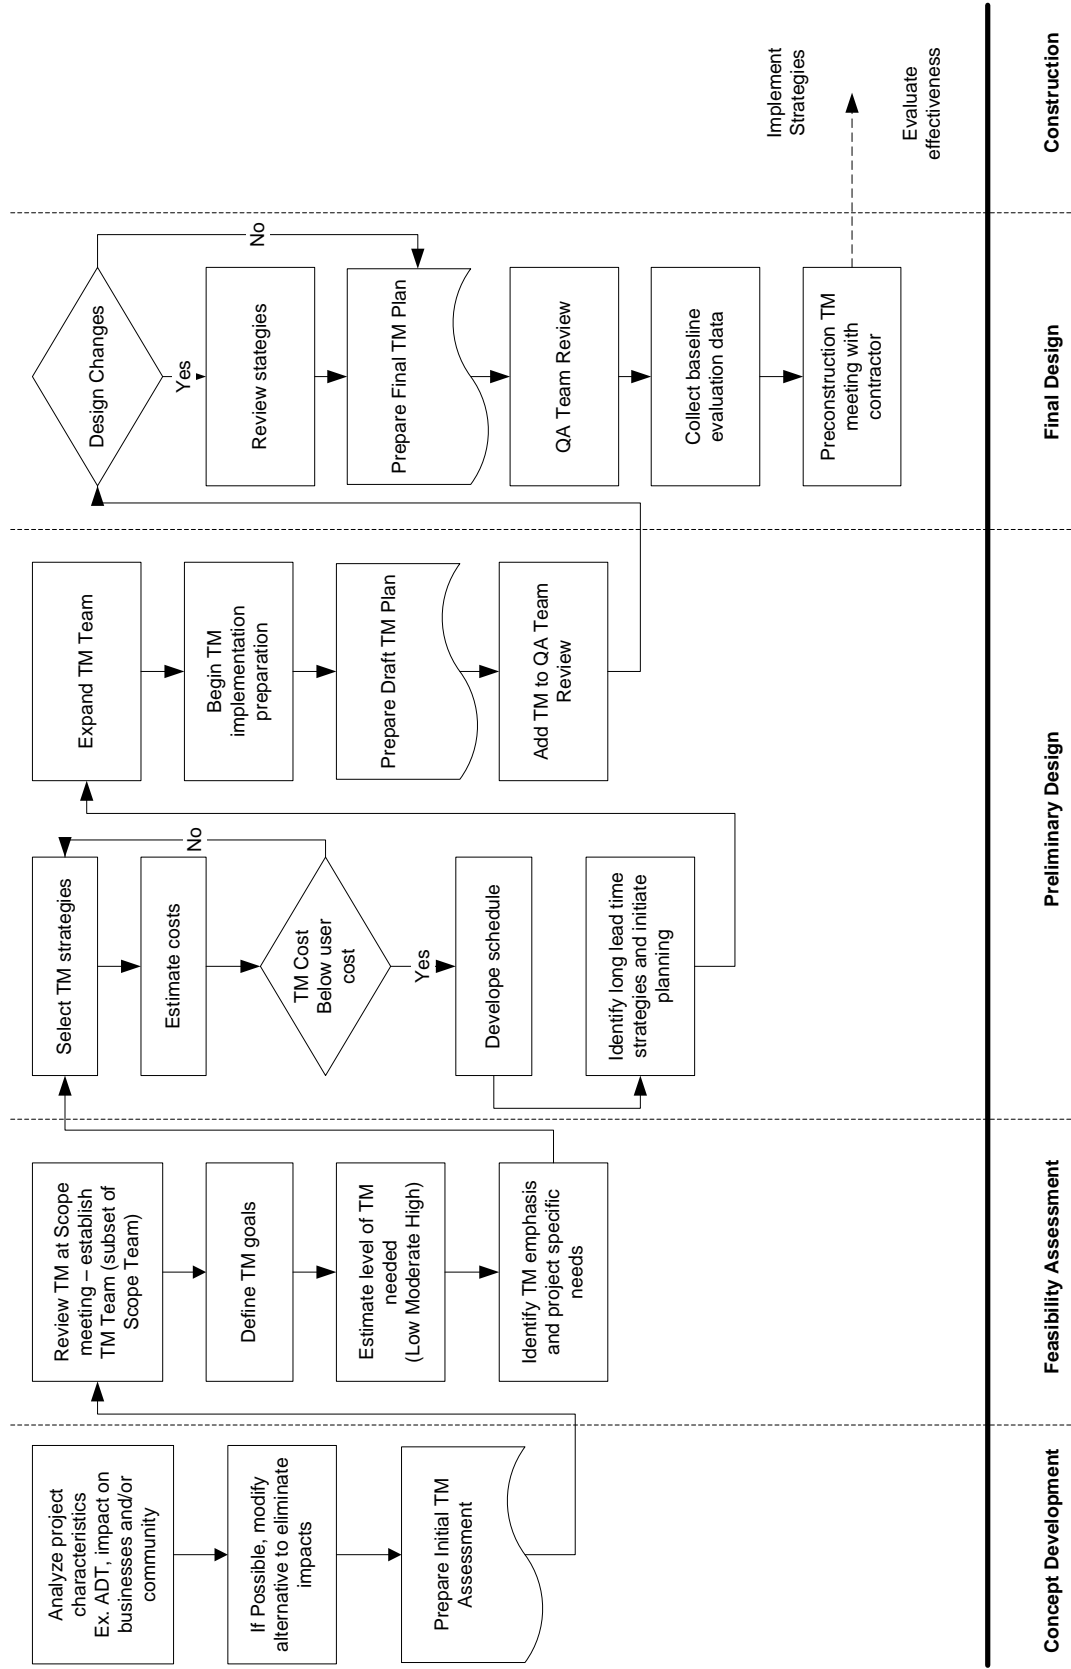 Analyze project
characteristics
Ex. ADT, impact on
businesses and/or
community
If Possible, modify
alternative to eliminate
impacts
Prepare Initial TM
Assessment
Concept Development
Review TM at Scope
meeting – establish
TM Team (subset of
Scope Team)
Define TM goals
Estimate level of TM
needed
(Low Moderate High)
Identify TM emphasis
and project specific
needs
Feasibility Assessment
Select TM strategies
Estimate costs
TM Cost
Below user
cost
No
Yes
Develope schedule
Identify long lead time
strategies and initiate
planning
Expand TM Team
Begin TM
implementation
preparation
Prepare Draft TM Plan
Add TM to QA Team
Review
Preliminary Design
Design Changes
No
Yes
Review stategies
Prepare Final TM Plan
QA Team Review
Collect baseline
evaluation data
Preconstruction TM
meeting with
contractor
Final Design
Implement
Strategies
Evaluate
effectiveness
Construction